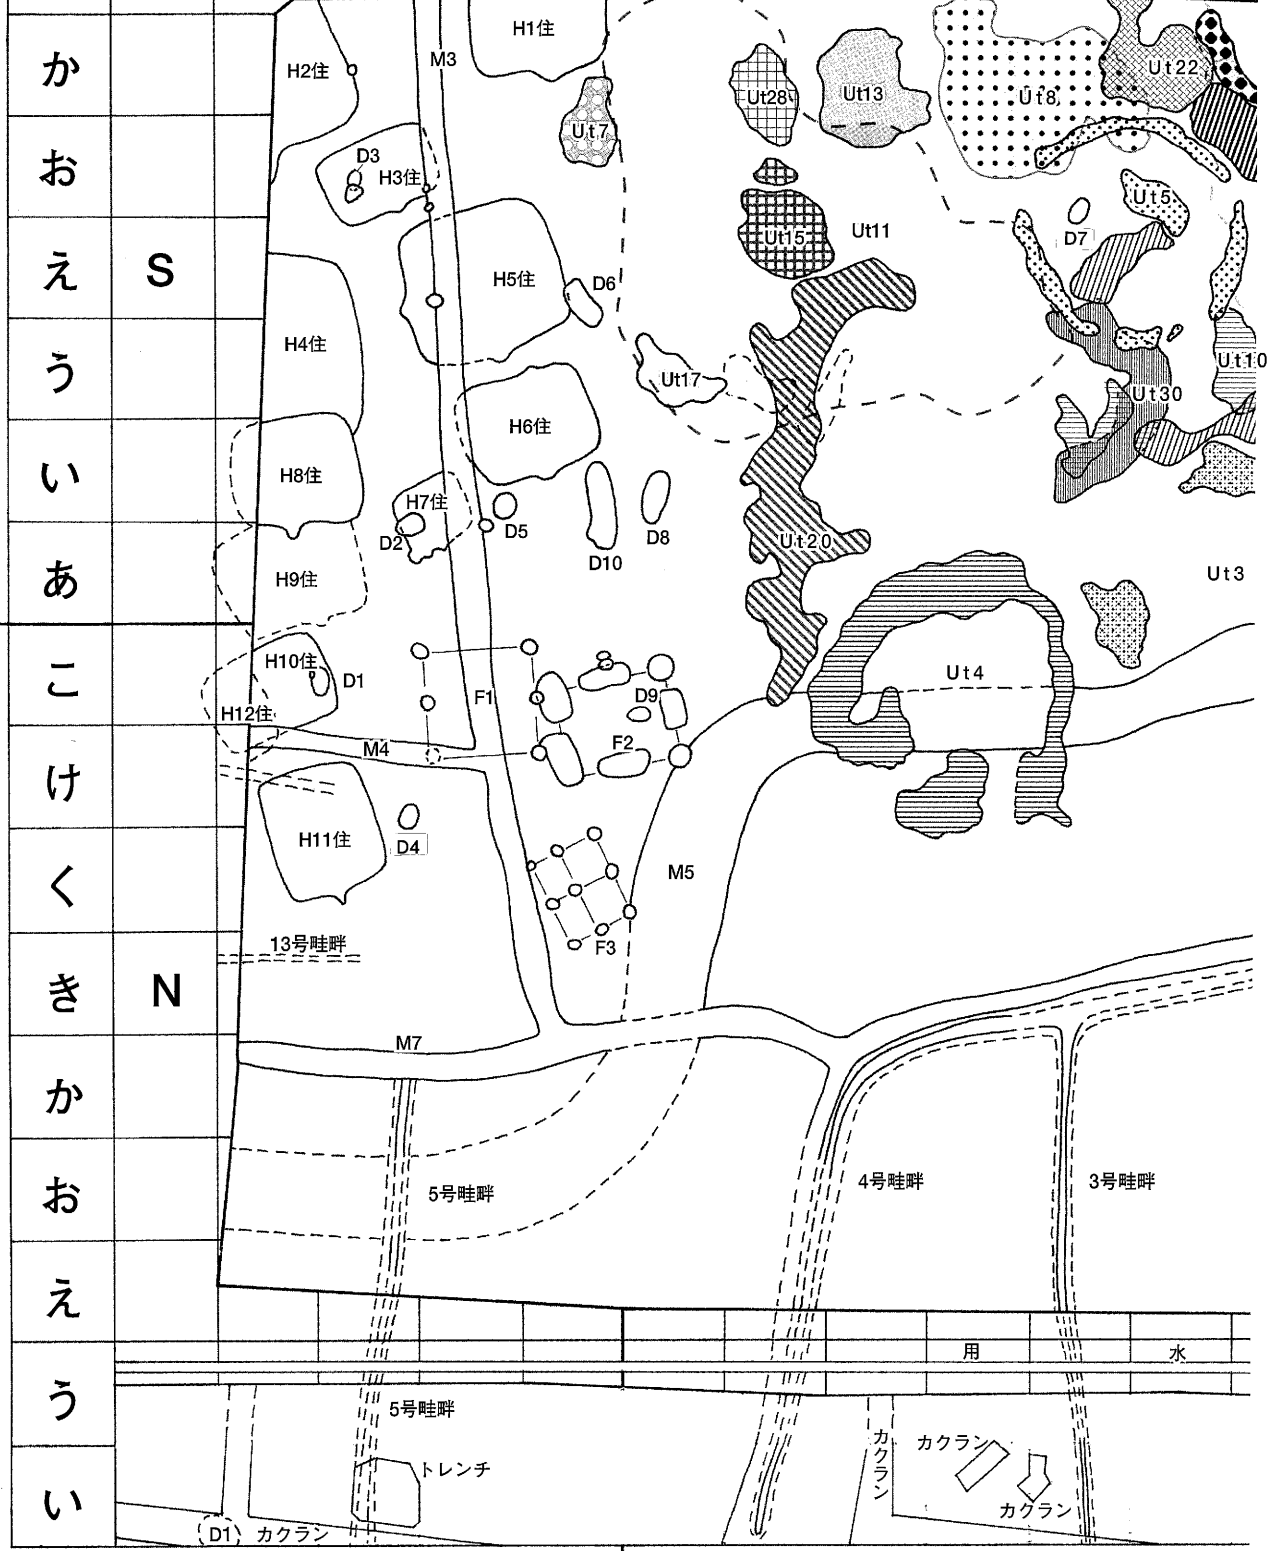 か
お
え
う
い
あ
こ
け
く
き
か
お
え
う
い
S
N
H1住
M3
H2住
Ut7
Ut28
Ut13
Ut8
Ut22
D3
H3住
Ut5
D7
Ut15
Ut11
H5住
D6
H4住
Ut17
Ut10
Ut30
H6住
H8住
H7住
D2
D5
D10
D8
Ut20
H9住
Ut3
H10住
D1
H12住
F1
D9
F2
Ut4
M4
H11住
D4
M5
F3
13号畦畔
M7
5号畦畔
4号畦畔
3号畦畔
用
水
5号畦畔
トレンチ
カクラン
カクラン
カクラン
D1
カクラン